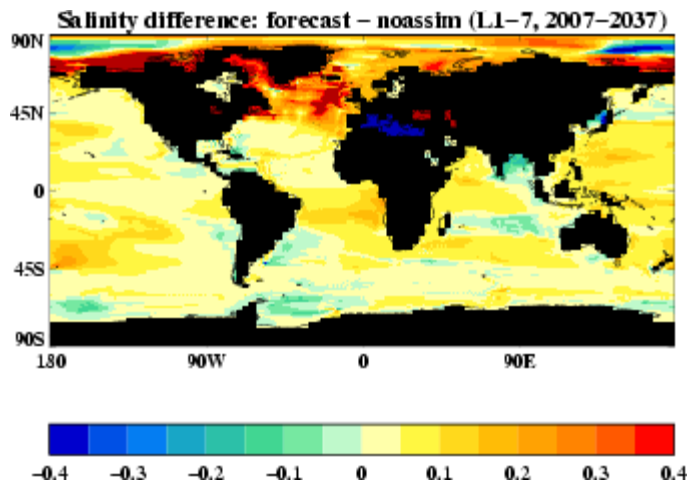 Salinity difference: forecast – noassim (L1–7, 2007–2037)
90N
45N
0
45S
90S
180 90W 0 90E
−0.4 −0.3 −0.2 −0.1 0 0.1 0.2 0.3 0.4